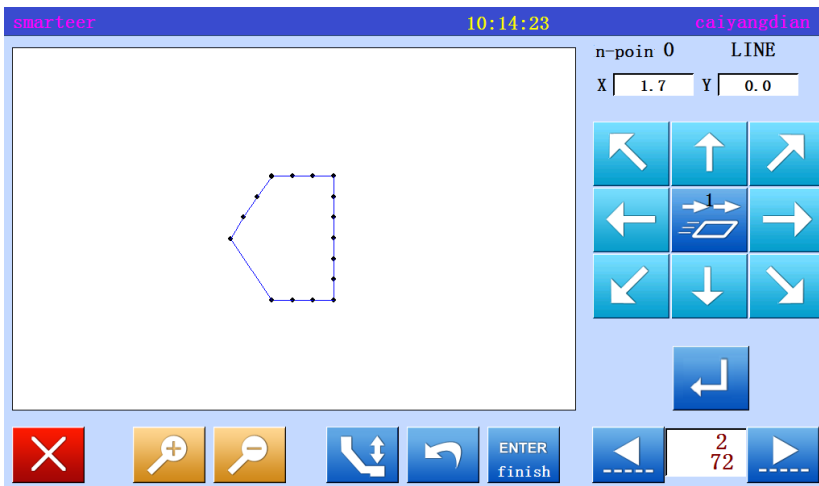 smarteer 10:14:23 caiyangdian
n-poin 0 LINE
X 1.7 Y 0.0
1
ENTER
finish
2
72